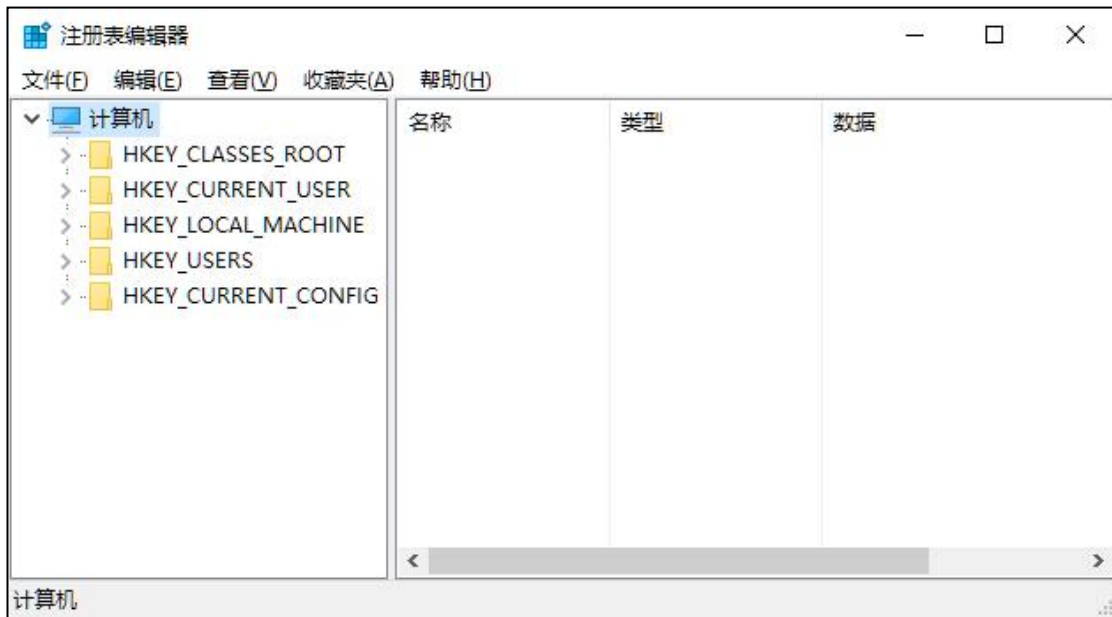 注册表编辑器
文件(F) 编辑(E) 查看(V) 收藏夹(A) 帮助(H)
计算机
HKEY_CLASSES_ROOT
HKEY_CURRENT_USER
HKEY_LOCAL_MACHINE
HKEY_USERS
HKEY_CURRENT_CONFIG
名称 类型 数据
计算机